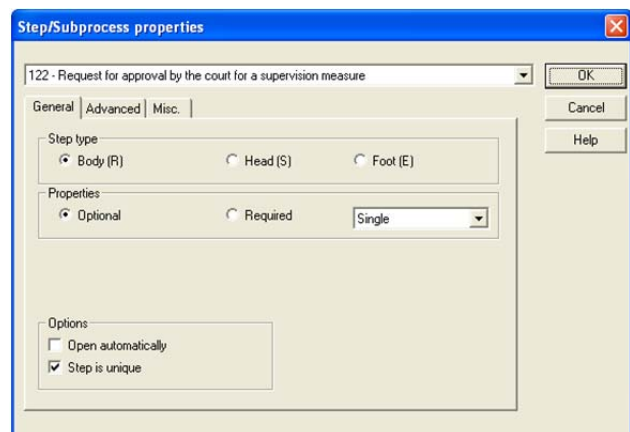 Step/Subprocess properties
122 - Request for approval by the court for a supervision measure
OK
General Advanced Misc.
Cancel
Step type
Help
Body (R) Head (S) Foot (E)
Properties
Optional Required Single
Options
Open automatically
Step is unique